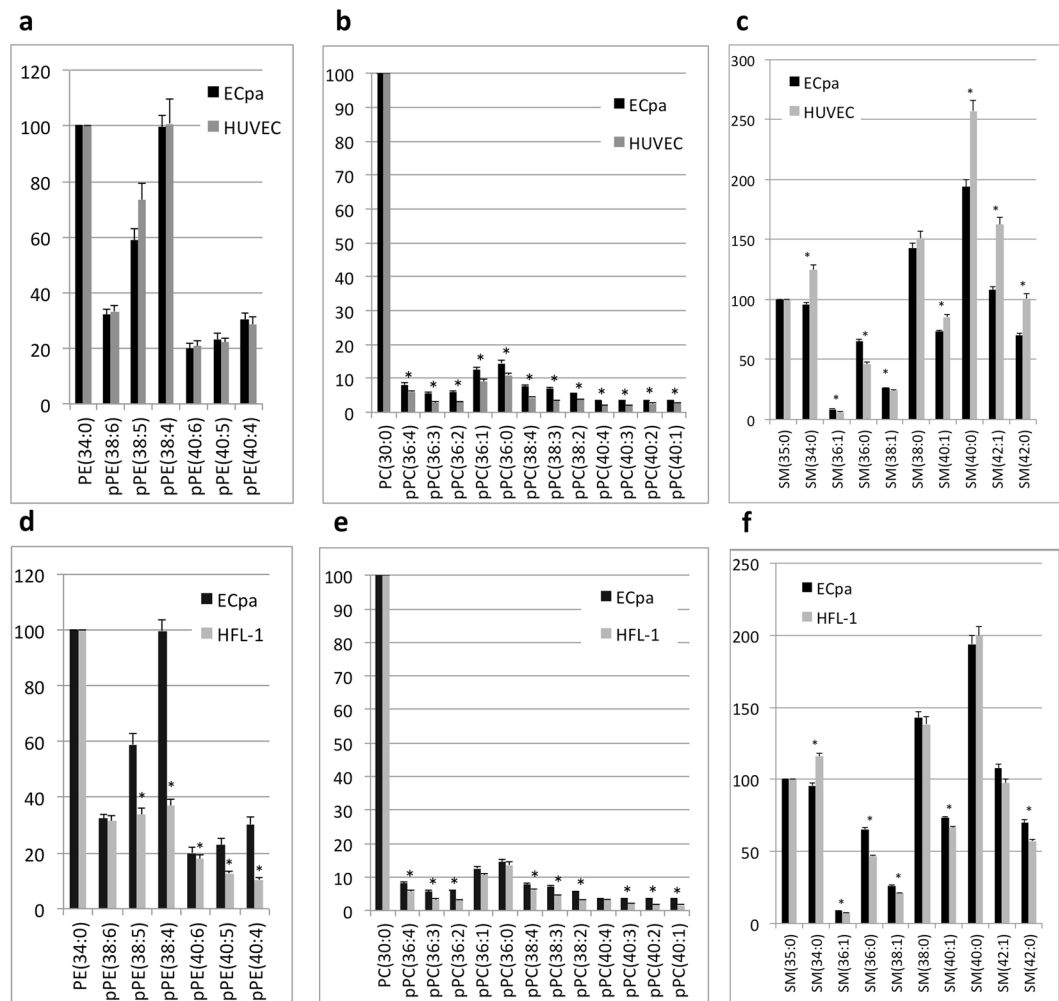 a
120
100
80
60
40
20
0
ECpa
HUVEC
*
PE(34:0)
pPE(38:6)
pPE(38:5)
pPE(38:4)
pPE(40:6)
pPE(40:5)
pPE(40:4)
b
100
90
80
70
60
50
40
30
20
10
0
ECpa
HUVEC
* * * * * * * * * * * *
PC(30:0)
pPC(36:4)
pPC(36:3)
pPC(36:2)
pPC(36:1)
pPC(36:0)
pPC(38:4)
pPC(38:3)
pPC(38:2)
pPC(40:4)
pPC(40:3)
pPC(40:2)
pPC(40:1)
c
300
250
200
150
100
50
0
ECpa
HUVEC
* * * * * * * *
SM(35:0)
SM(34:0)
SM(36:1)
SM(36:0)
SM(38:1)
SM(38:0)
SM(40:1)
SM(40:0)
SM(42:1)
SM(42:0)
d
120
100
80
60
40
20
0
ECpa
HFL-1
* * * * *
PE(34:0)
pPE(38:6)
pPE(38:5)
pPE(38:4)
pPE(40:6)
pPE(40:5)
pPE(40:4)
e
100
90
80
70
60
50
40
30
20
10
0
ECpa
HFL-1
* * * * * * * * *
PC(30:0)
pPC(36:4)
pPC(36:3)
pPC(36:2)
pPC(36:1)
pPC(36:0)
pPC(38:4)
pPC(38:3)
pPC(38:2)
pPC(40:4)
pPC(40:3)
pPC(40:2)
pPC(40:1)
f
250
200
150
100
50
0
ECpa
HFL-1
* * * * * *
SM(35:0)
SM(34:0)
SM(36:1)
SM(36:0)
SM(38:1)
SM(38:0)
SM(40:1)
SM(40:0)
SM(42:1)
SM(42:0)